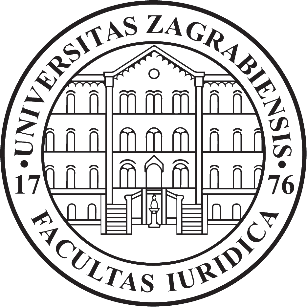 UNIVERSITAS ZAGRABIENSIS
17 76
FACULTAS IURIDICA